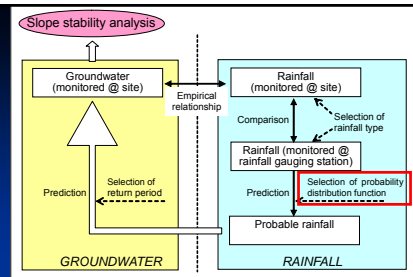 Slope stability analysis
Groundwater
(monitored @ site)
Empirical
relationship
Rainfall
(monitored @ site)
Comparison
Selection of
rainfall type
Rainfall (monitored @
rainfall gauging station)
Prediction
Selection of
return period
Prediction
Selection of probability
distribution function
Probable rainfall
GROUNDWATER
RAINFALL